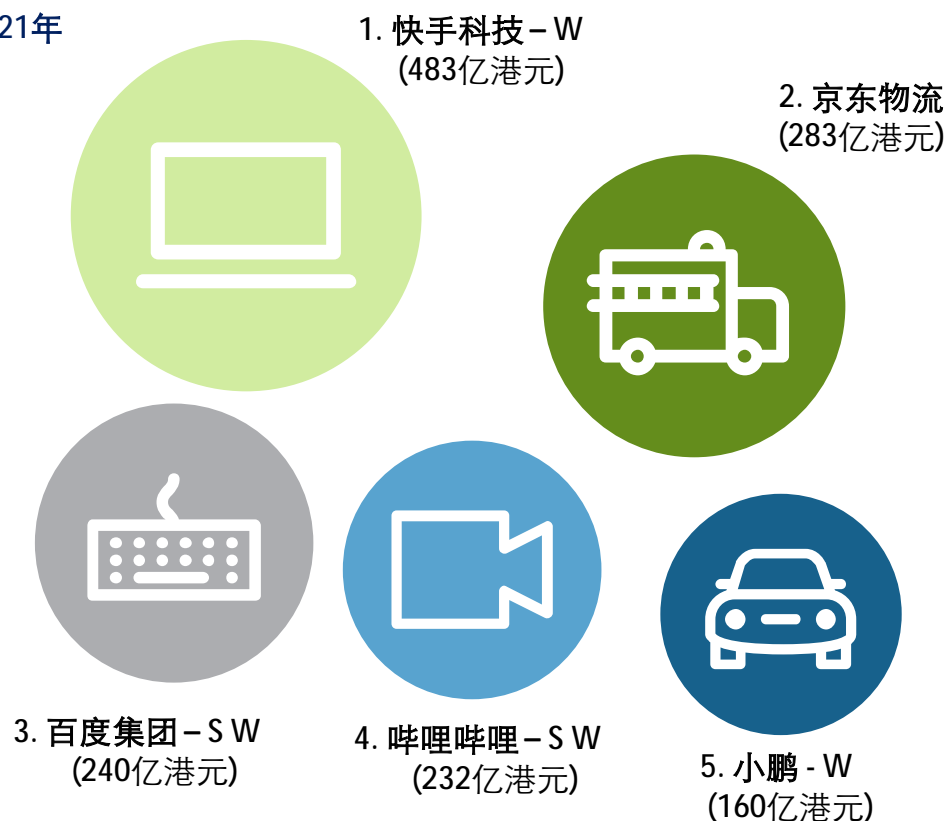 21年
1. 快手科技 – W
(483亿港元)
2. 京东物流
(283亿港元)
3. 百度集团 – S W
(240亿港元)
4. 哔哩哔哩 – S W
(232亿港元)
5. 小鹏 - W
(160亿港元)